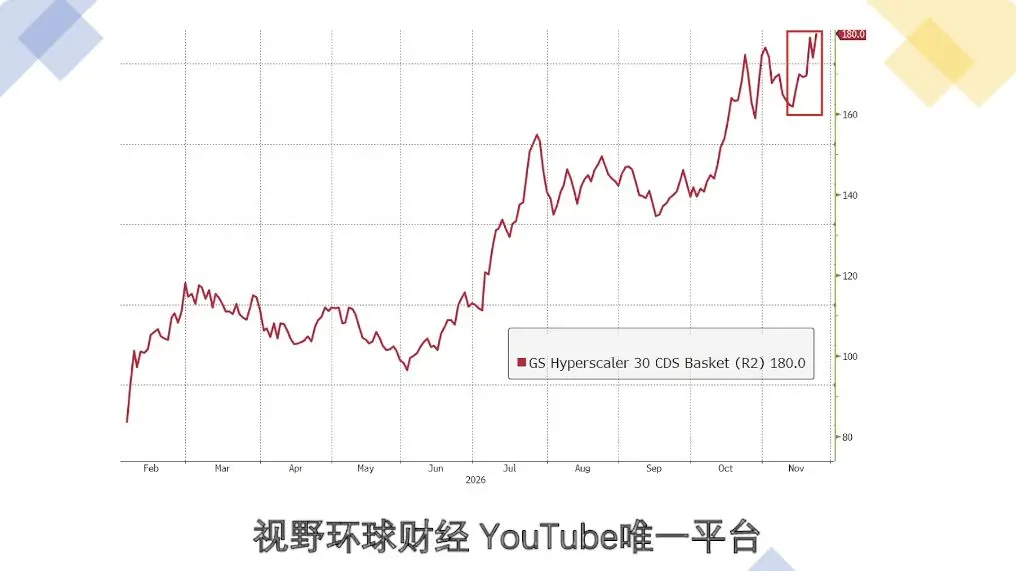 180.0
160
140
120
100
80
GS Hyperscaler 30 CDS Basket (R2) 180.0
Feb Mar Apr May Jun Jul Aug Sep Oct Nov
2026
视野环球财经 YouTube唯一平台